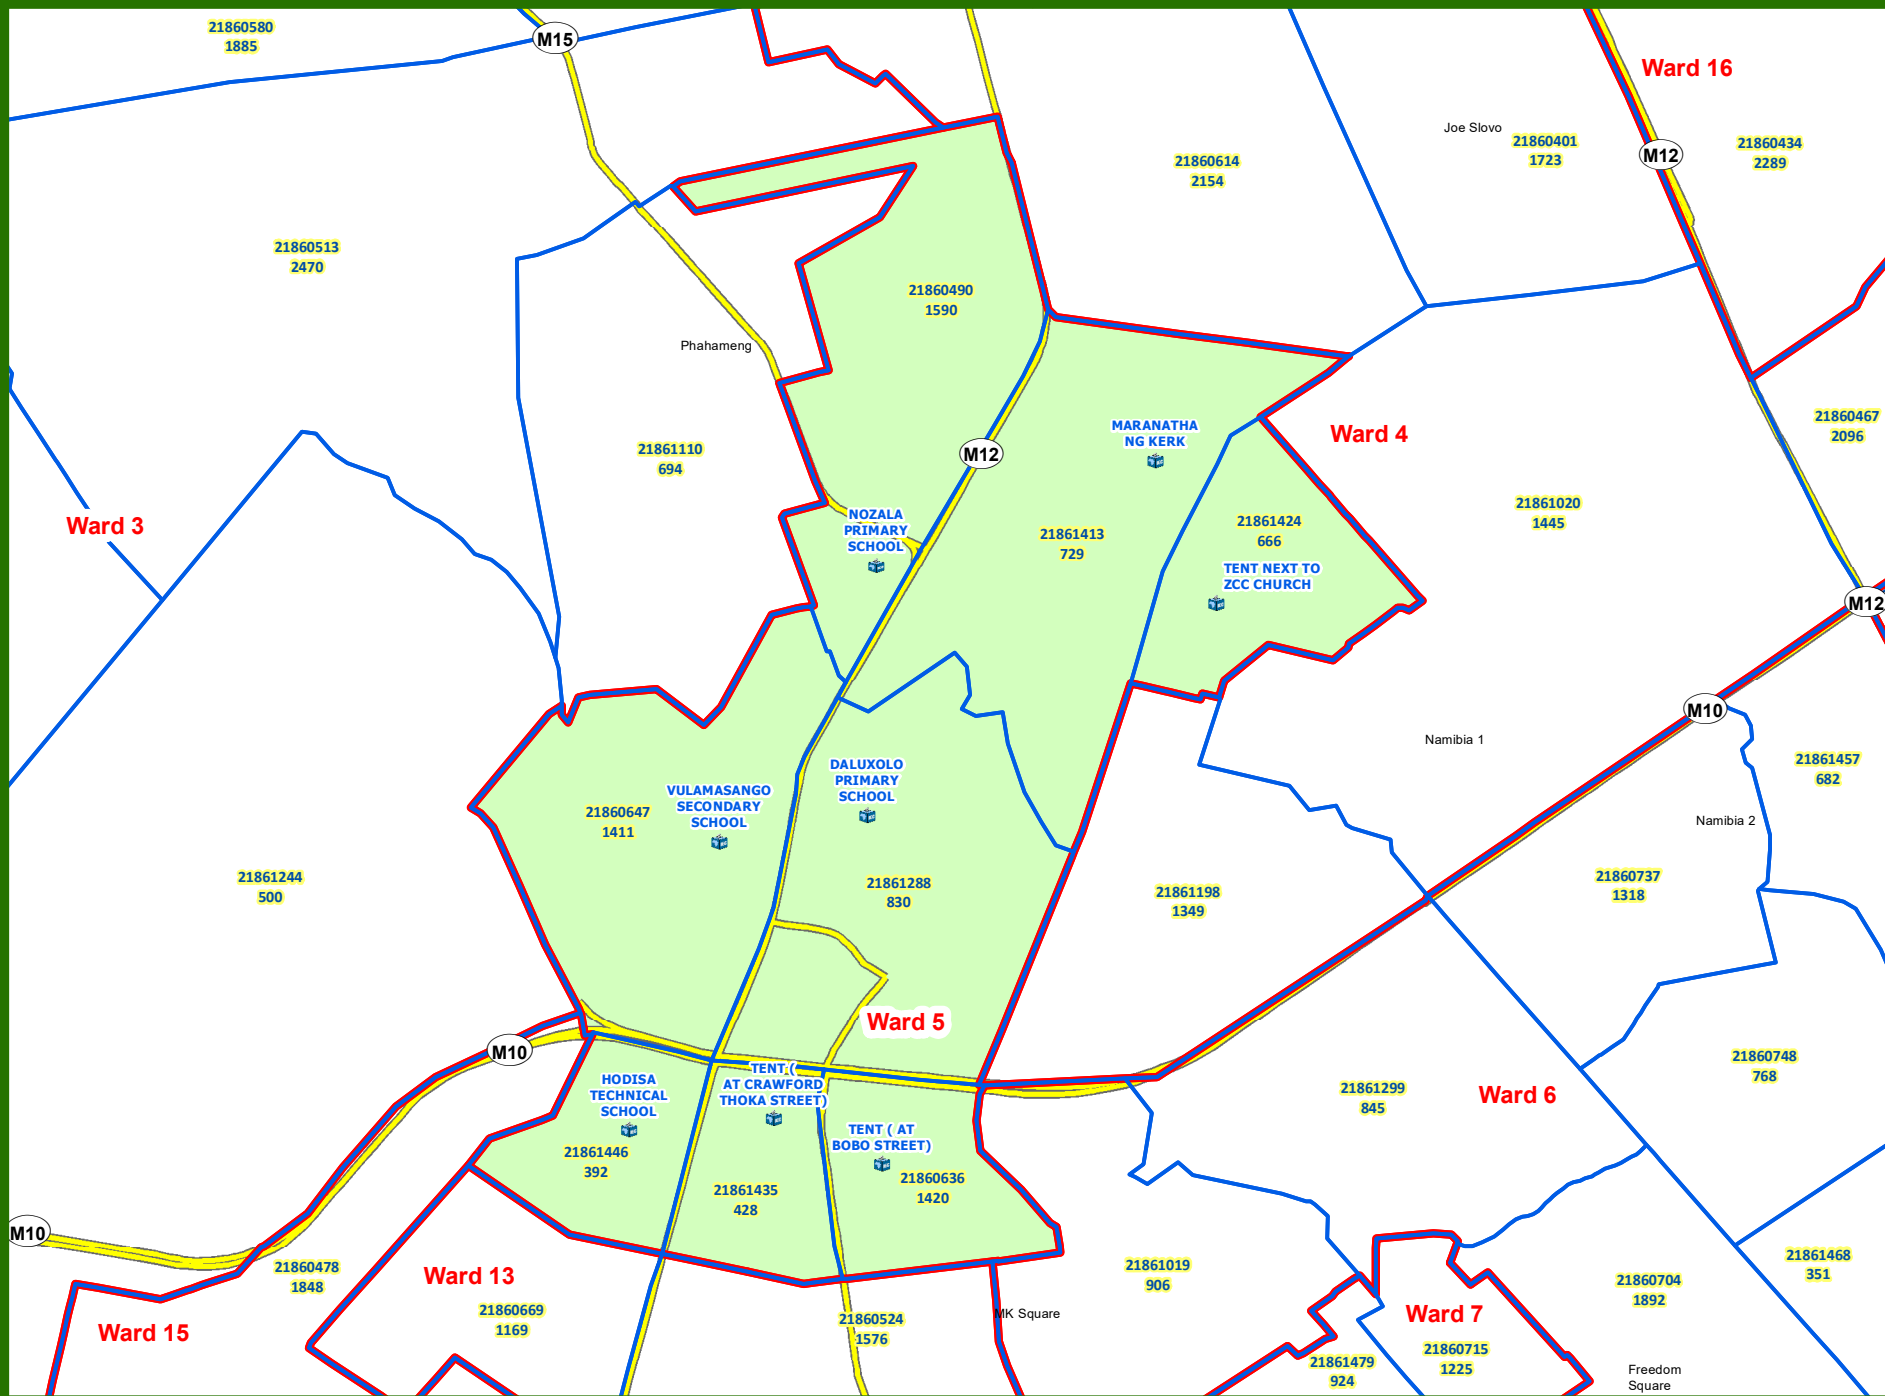 21860580
1885
M15
Ward 16
Joe Slovo
21860401
1723
M12
21860434
2289
21860614
2154
21860513
2470
21860490
1590
Phahameng
21861110
694
M12
MARANATHA
NG KERK
Ward 4
21860467
2096
Ward 3
NOZALA
PRIMARY
SCHOOL
21861413
729
21861424
666
TENT NEXT TO
ZCC CHURCH
21861020
1445
M12
M10
Namibia 1
21861457
682
Namibia 2
VULAMASANGO
SECONDARY
SCHOOL
21860647
1411
DALUXOLO
PRIMARY
SCHOOL
21861244
500
21861288
830
21861198
1349
21860737
1318
Ward 5
M10
21860748
768
HODISA
TECHNICAL
SCHOOL
TENT (
AT CRAWFORD
THOKA STREET)
21861299
845
Ward 6
TENT ( AT
BOBO STREET)
21861446
392
21861435
428
21860636
1420
M10
21860478
1848
Ward 13
21860669
1169
Ward 15
21860524
1576
MK Square
21861019
906
21861468
351
21860704
1892
Ward 7
21860715
1225
21861479
924
Freedom
Square